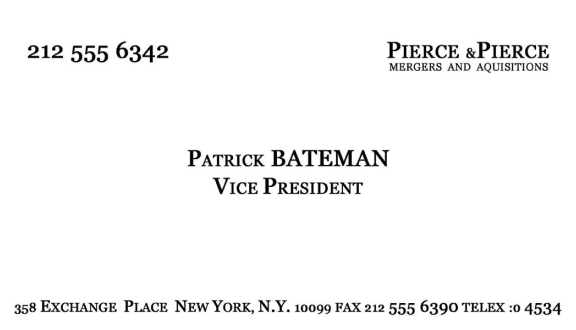 212 555 6342
PIERCE &PIERCE
MERGERS AND AQUISITIONS
PATRICK BATEMAN
VICE PRESIDENT
358 EXCHANGE PLACE NEW YORK, N.Y. 10099 FAX 212 555 6390 TELEX :0 4534